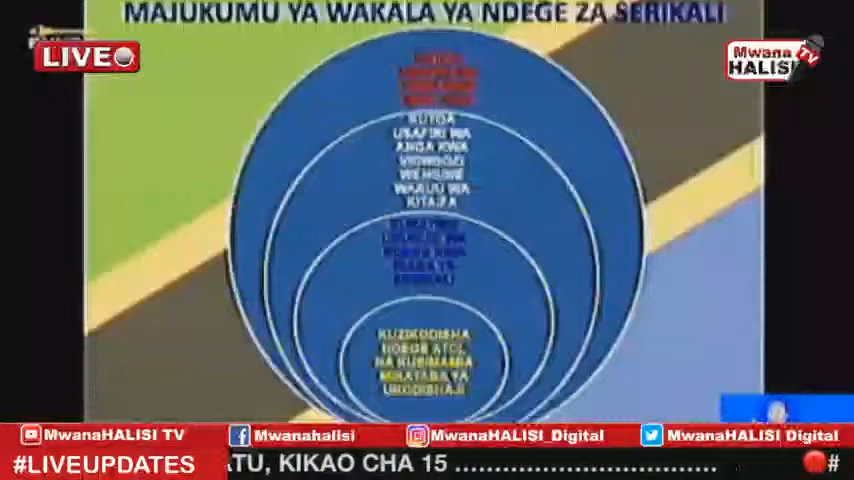 MAJUKUMU YA WAKALA YA NDEGE ZA SERIKALI
LIVE
Mwana
HALISI
TV
KUTOA
USAFIRI WA
ANGA KWA
VIONGOZI
WENGINE
WAKUU WA
KITAIFA
KUZIKODISHA
NDEGE ATCL
NA KUSIMAMIA
MIKATABA YA
UKODISHAJI
MwanaHALISI TV
Mwanahalisi
MwanaHALISI_Digital
MwanaHALISI Digital
#LIVEUPDATES
ATU, KIKAO CHA 15 ....................................
#